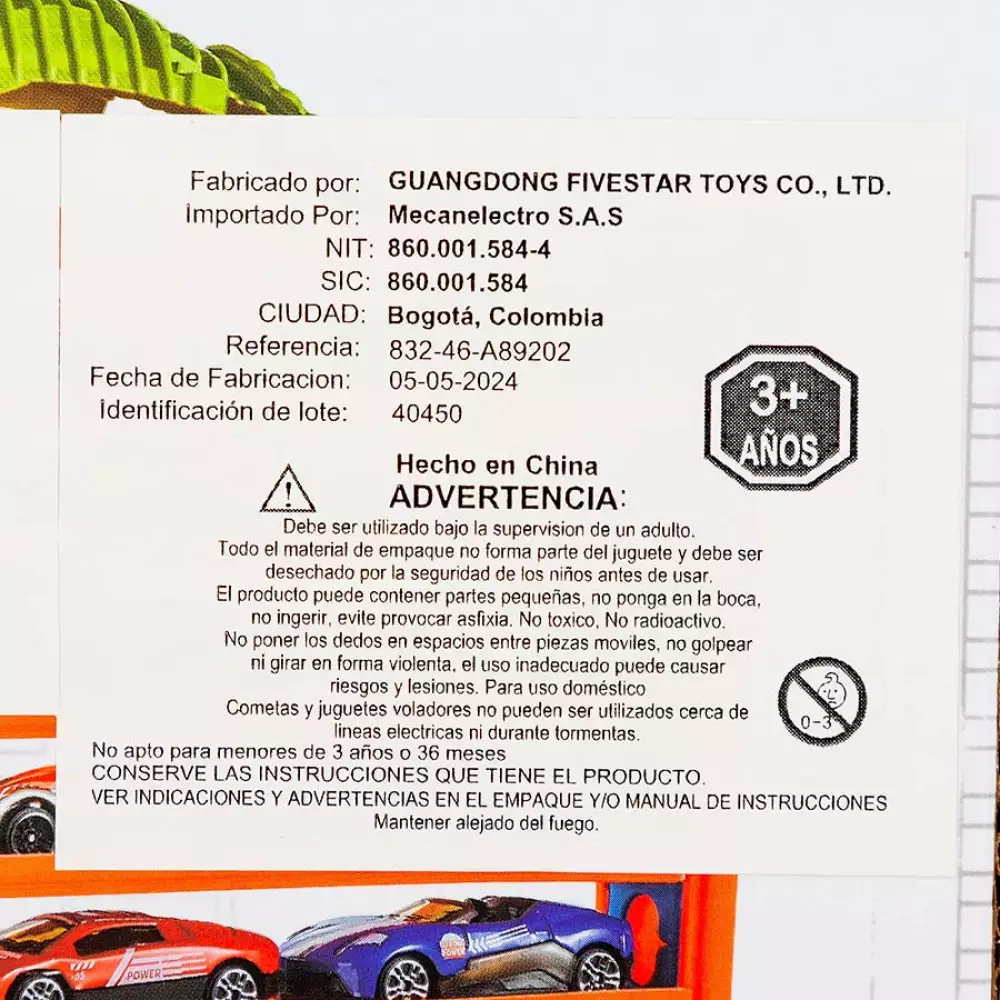 Fabricado por: GUANGDONG FIVESTAR TOYS CO., LTD.
Importado Por: Mecanelectro S.A.S
NIT: 860.001.584-4
SIC: 860.001.584
CIUDAD: Bogotá, Colombia
Referencia: 832-46-A89202
Fecha de Fabricacion: 05-05-2024
Identificación de lote: 40450
3+
AÑOS
Hecho en China
ADVERTENCIA:
Debe ser utilizado bajo la supervision de un adulto.
Todo el material de empaque no forma parte del juguete y debe ser
desechado por la seguridad de los niños antes de usar.
El producto puede contener partes pequeñas, no ponga en la boca,
no ingerir, evite provocar asfixia. No toxico, No radioactivo.
No poner los dedos en espacios entre piezas moviles, no golpear
ni girar en forma violenta, el uso inadecuado puede causar
riesgos y lesiones. Para uso doméstico
Cometas y juguetes voladores no pueden ser utilizados cerca de
lineas electricas ni durante tormentas.
0-3
No apto para menores de 3 años o 36 meses
CONSERVE LAS INSTRUCCIONES QUE TIENE EL PRODUCTO.
VER INDICACIONES Y ADVERTENCIAS EN EL EMPAQUE Y/O MANUAL DE INSTRUCCIONES
Mantener alejado del fuego.
POWER